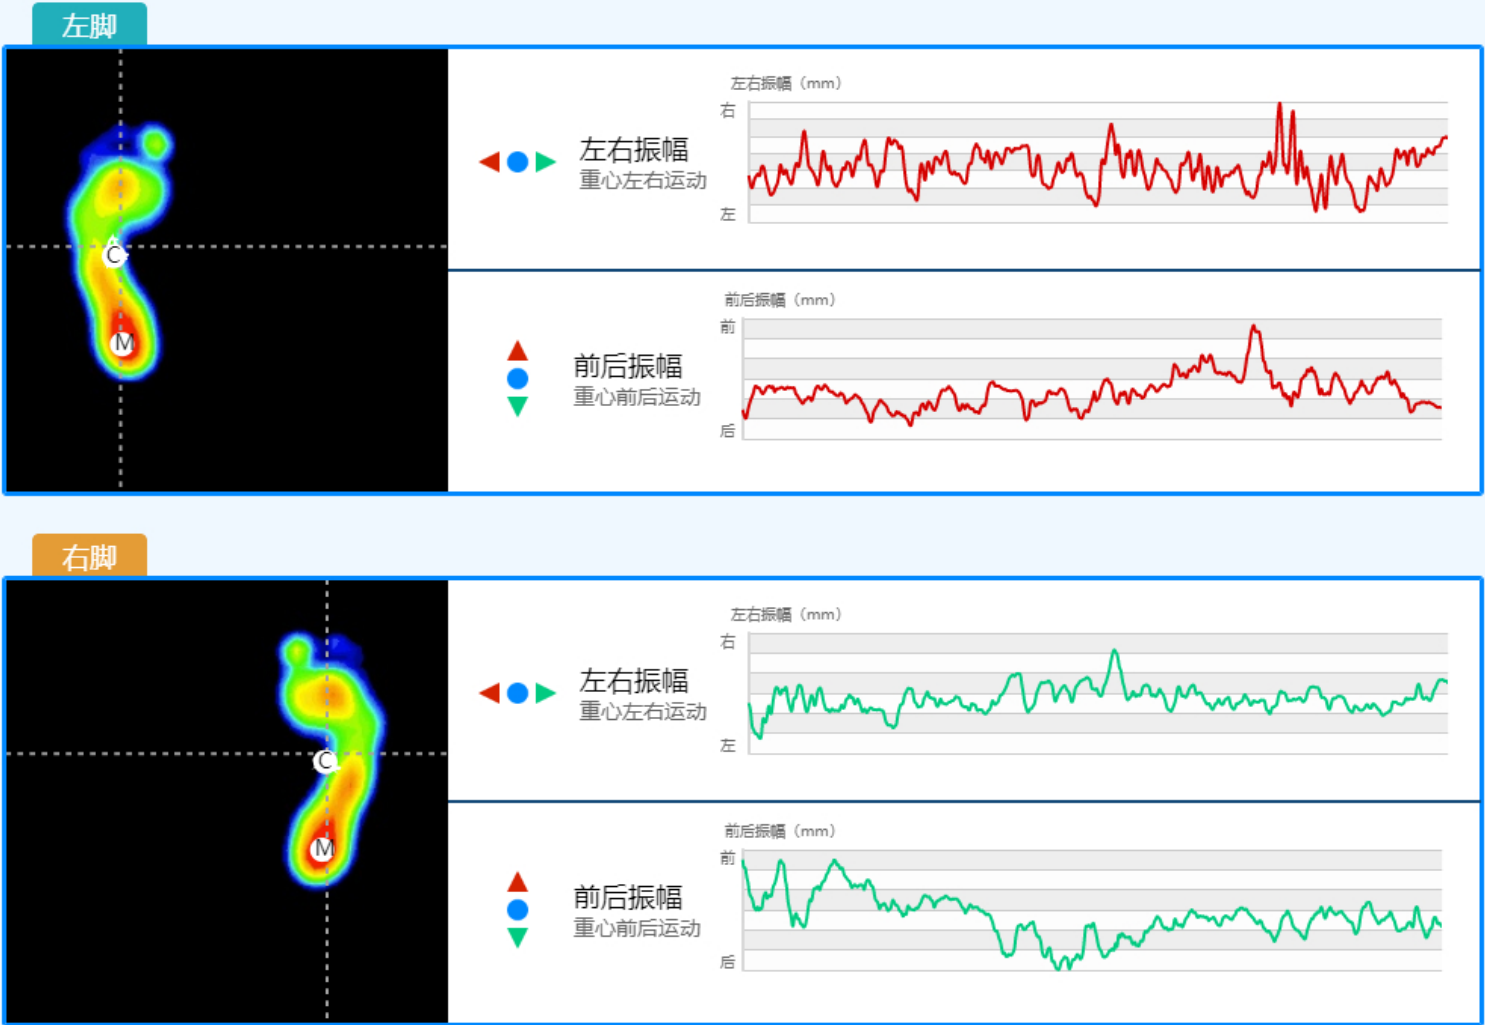 左脚
左右振幅（mm）
右
左右振幅
重心左右运动
左
C
M
前后振幅（mm）
前
前后振幅
重心前后运动
后
右脚
左右振幅（mm）
右
左右振幅
重心左右运动
左
C
M
前后振幅（mm）
前
前后振幅
重心前后运动
后